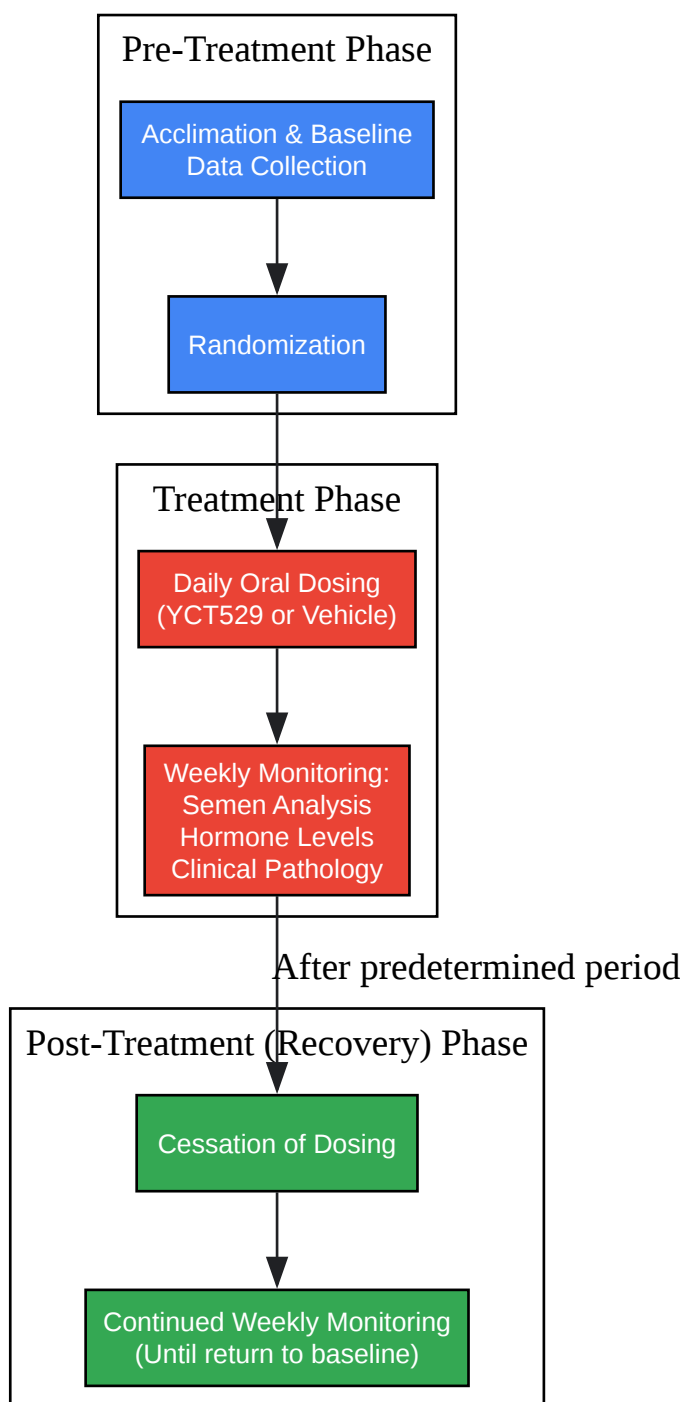 Pre-Treatment Phase
Acclimation & Baseline
Data Collection
Randomization
Treatment Phase
Daily Oral Dosing
(YCT529 or Vehicle)
Weekly Monitoring:
Semen Analysis
Hormone Levels
Clinical Pathology
After predetermined period
Post-Treatment (Recovery) Phase
Cessation of Dosing
Continued Weekly Monitoring
(Until return to baseline)